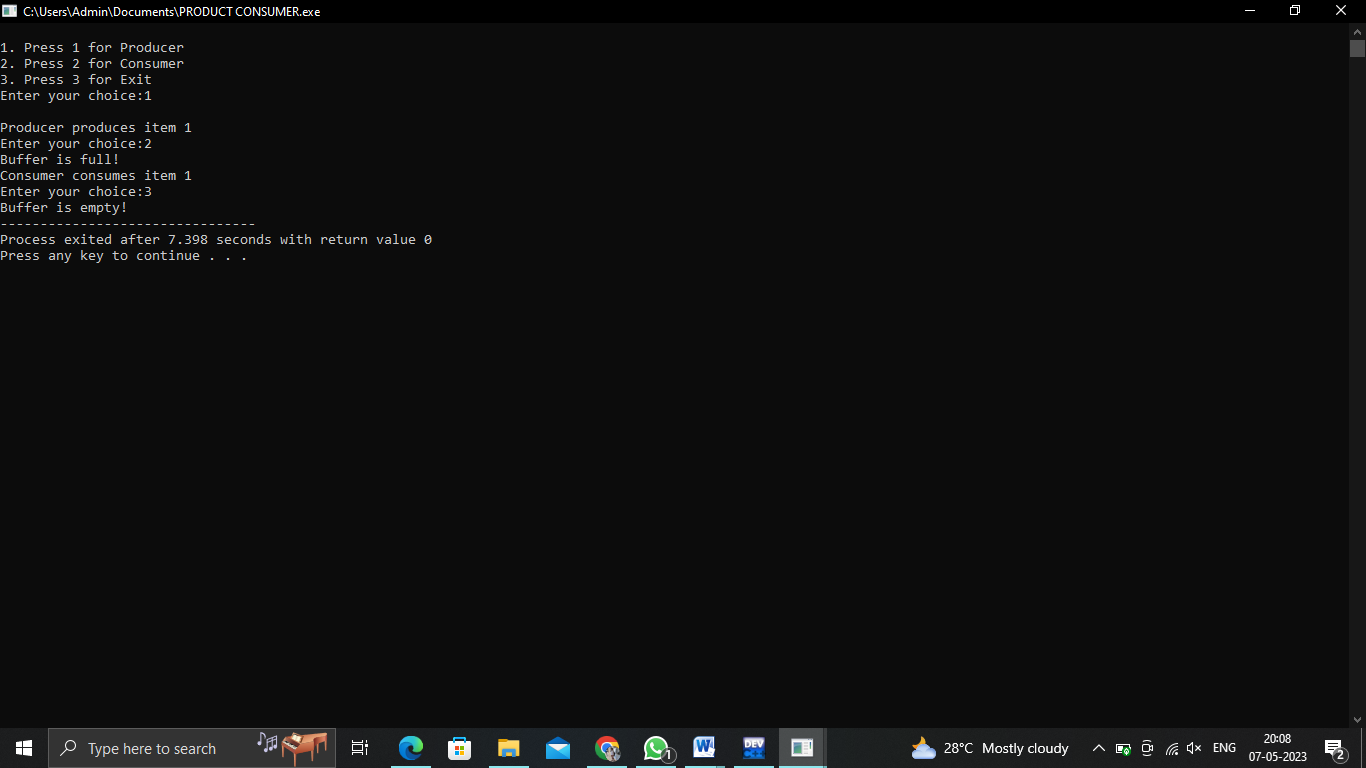 C:\Users\Admin\Documents\PRODUCT CONSUMER.exe
1. Press 1 for Producer
2. Press 2 for Consumer
3. Press 3 for Exit
Enter your choice:1
Producer produces item 1
Enter your choice:2
Buffer is full!
Consumer consumes item 1
Enter your choice:3
Buffer is empty!
--------------------------------
Process exited after 7.398 seconds with return value 0
Press any key to continue . . .
Type here to search
1
W
DEV
28°C Mostly cloudy
ENG
20:08
07-05-2023
2